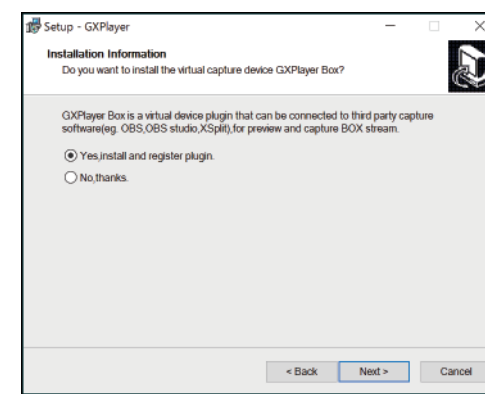 Setup - GXPlayer
Installation Information
Do you want to install the virtual capture device GXPlayer Box?
GXPlayer Box is a virtual device plugin that can be connected to third party capture
software(eg. OBS,OBS studio,XSplit),for preview and capture BOX stream.
Yes,install and register plugin.
No,thanks.
< Back Next > Cancel